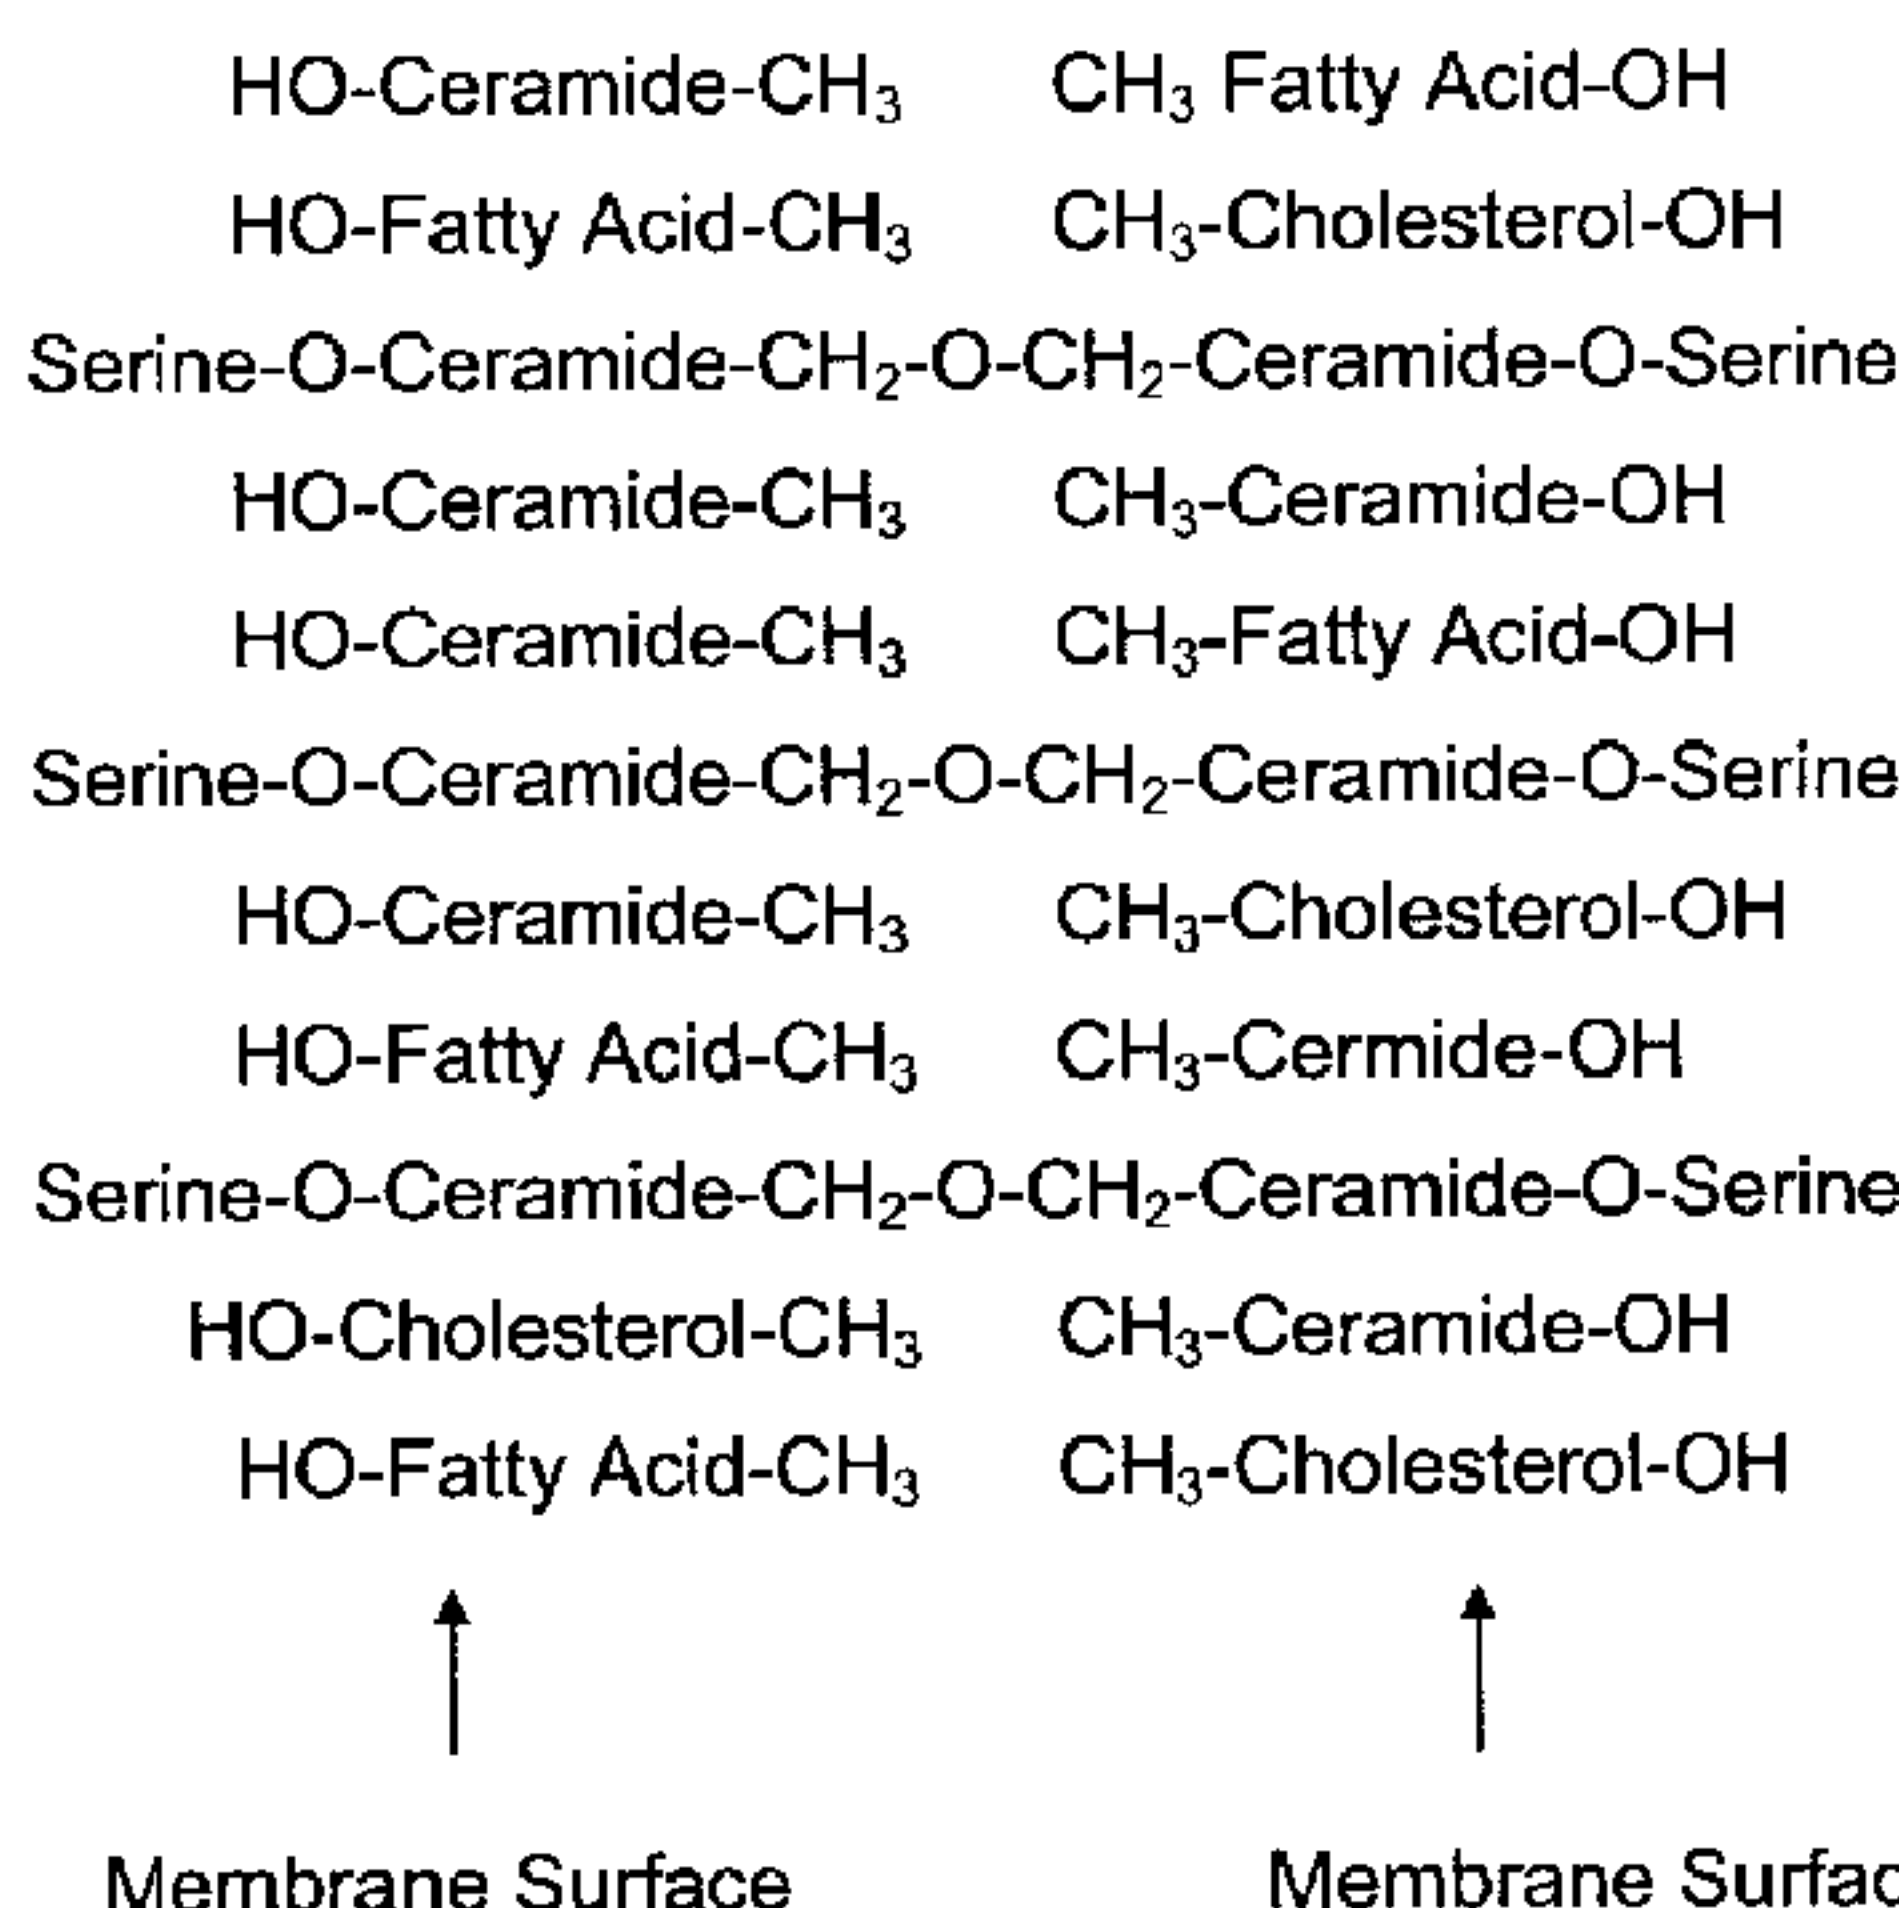 HO-Ceramide-CH₃ CH₃ Fatty Acid-OH
HO-Fatty Acid-CH₃ CH₃-Cholesterol-OH
Serine-O-Ceramide-CH₂-O-CH₂-Ceramide-O-Serine
HO-Ceramide-CH₃ CH₃-Ceramide-OH
HO-Ceramide-CH₃ CH₃-Fatty Acid-OH
Serine-O-Ceramide-CH₂-O-CH₂-Ceramide-O-Serine
HO-Ceramide-CH₃ CH₃-Cholesterol-OH
HO-Fatty Acid-CH₃ CH₃-Cermide-OH
Serine-O-Ceramide-CH₂-O-CH₂-Ceramide-O-Serine
HO-Cholesterol-CH₃ CH₃-Ceramide-OH
HO-Fatty Acid-CH₃ CH₃-Cholesterol-OH
Membrane Surface Membrane Surfac